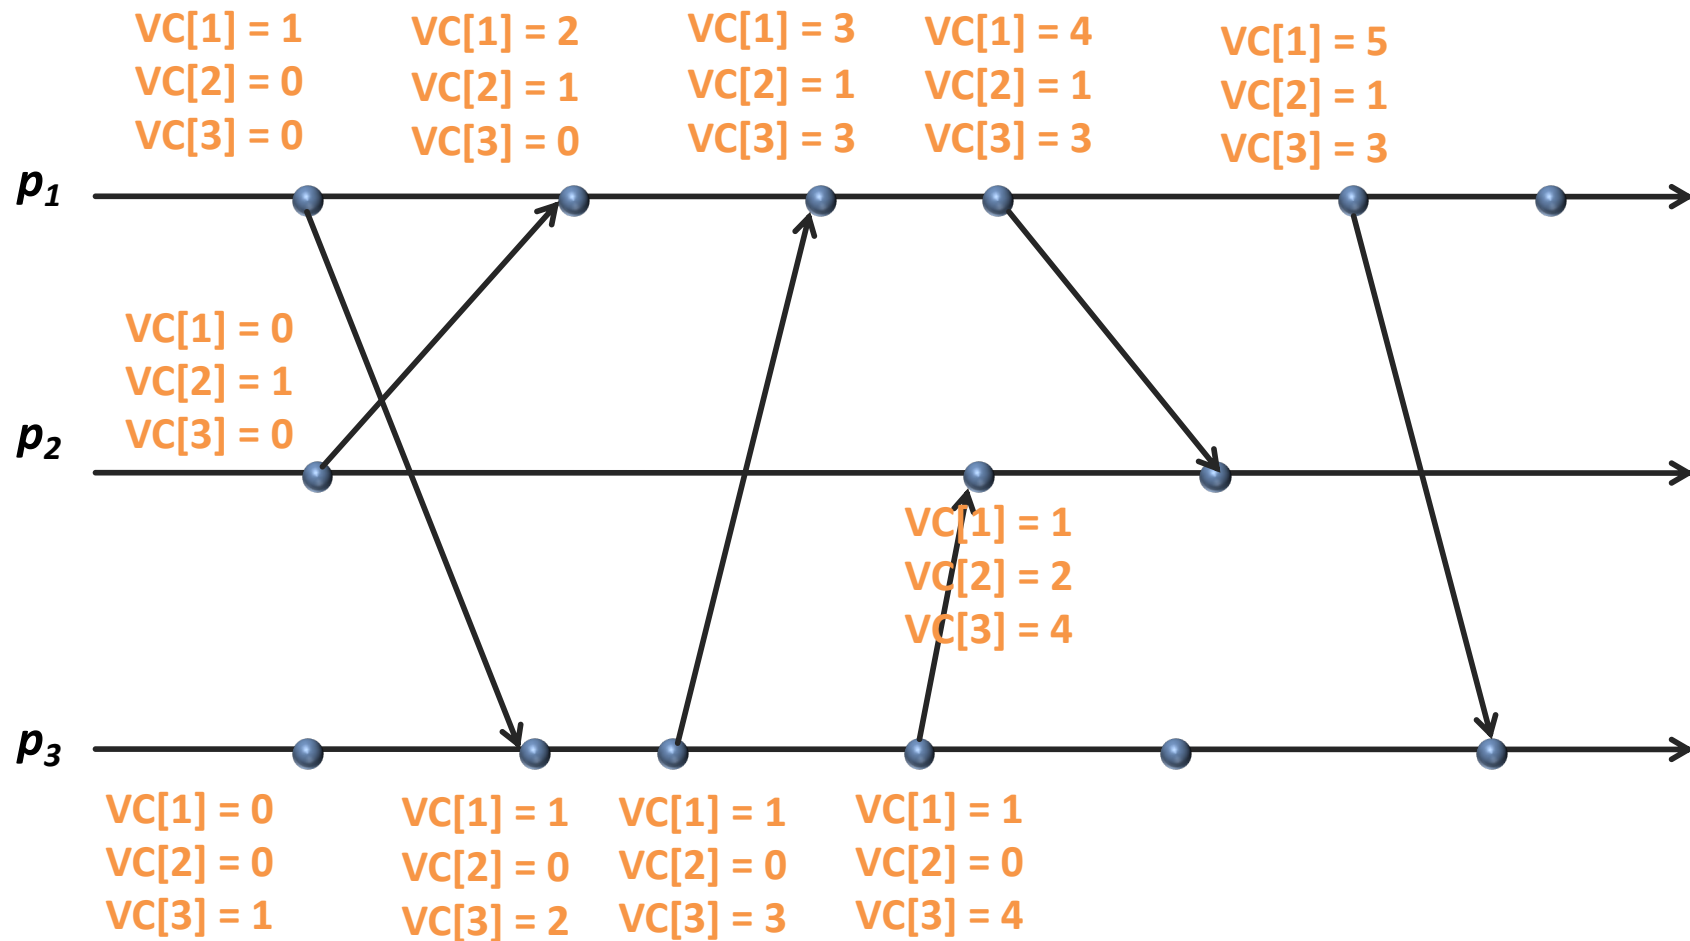 VC[1] = 1
VC[2] = 0
VC[3] = 0
VC[1] = 2
VC[2] = 1
VC[3] = 0
VC[1] = 3
VC[2] = 1
VC[3] = 3
VC[1] = 4
VC[2] = 1
VC[3] = 3
VC[1] = 5
VC[2] = 1
VC[3] = 3
p1
VC[1] = 0
VC[2] = 1
VC[3] = 0
p2
VC[1] = 1
VC[2] = 2
VC[3] = 4
p3
VC[1] = 0
VC[2] = 0
VC[3] = 1
VC[1] = 1
VC[2] = 0
VC[3] = 2
VC[1] = 1
VC[2] = 0
VC[3] = 3
VC[1] = 1
VC[2] = 0
VC[3] = 4